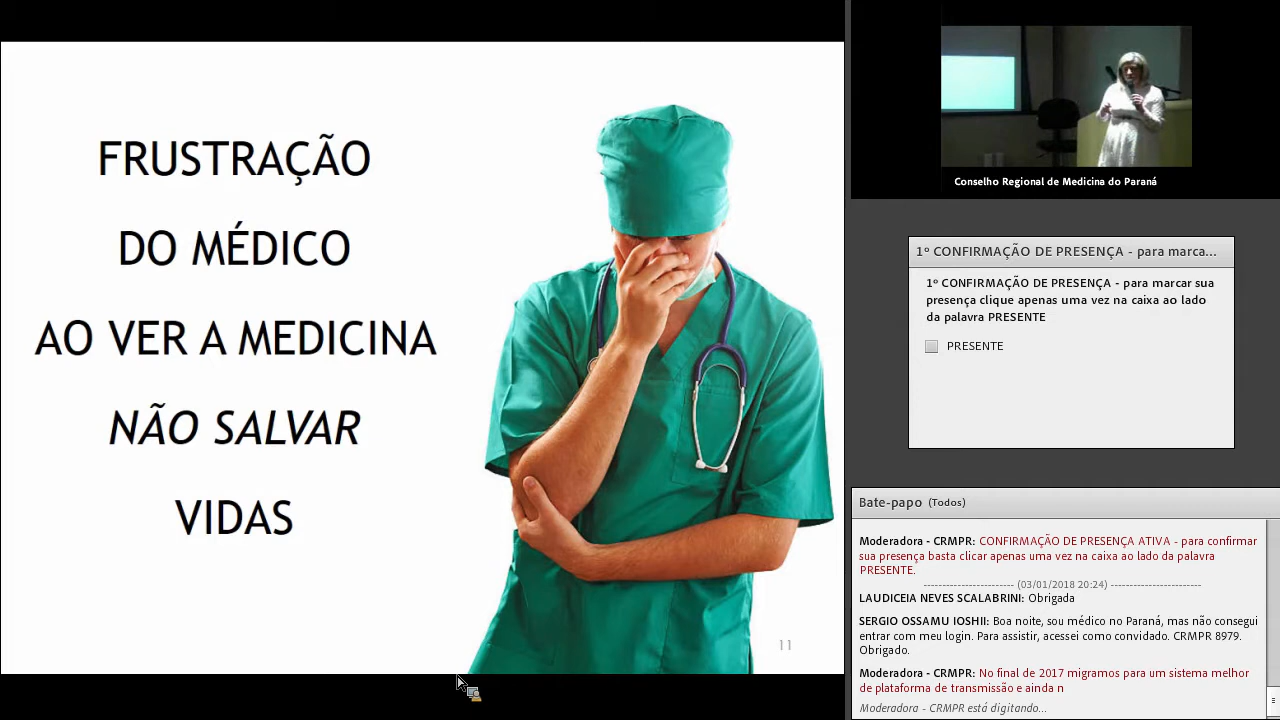 FRUSTRAÇÃO
DO MÉDICO
AO VER A MEDICINA
NÃO SALVAR
VIDAS
11
Conselho Regional de Medicina do Paraná
1º CONFIRMAÇÃO DE PRESENÇA - para marca...
1º CONFIRMAÇÃO DE PRESENÇA - para marcar sua
presença clique apenas uma vez na caixa ao lado
da palavra PRESENTE
PRESENTE
Bate-papo (Todos)
Moderadora - CRMPR: CONFIRMAÇÃO DE PRESENÇA ATIVA - para confirmar
sua presença basta clicar apenas uma vez na caixa ao lado da palavra
PRESENTE.
------------------------- (03/01/2018 20:24) -------------------------
LAUDICEIA NEVES SCALABRINI: Obrigada
SERGIO OSSAMU IOSHII: Boa noite, sou médico no Paraná, mas não consegui
entrar com meu login. Para assistir, acessei como convidado. CRMPR 8979.
Obrigado.
Moderadora - CRMPR: No final de 2017 migramos para um sistema melhor
de plataforma de transmissão e ainda n
Moderadora - CRMPR está digitando...